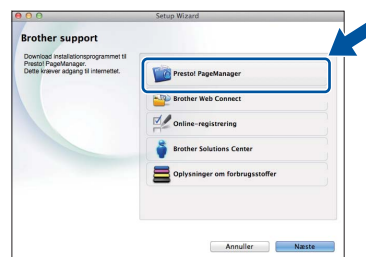 Setup Wizard
Brother support
Download installationsprogrammet til
Presto! PageManager.
Dette kræver adgang til internettet.
Presto! PageManager
Brother Web Connect
Online-registrering
Brother Solutions Center
Oplysninger om forbrugsstoffer
Annuller
Næste